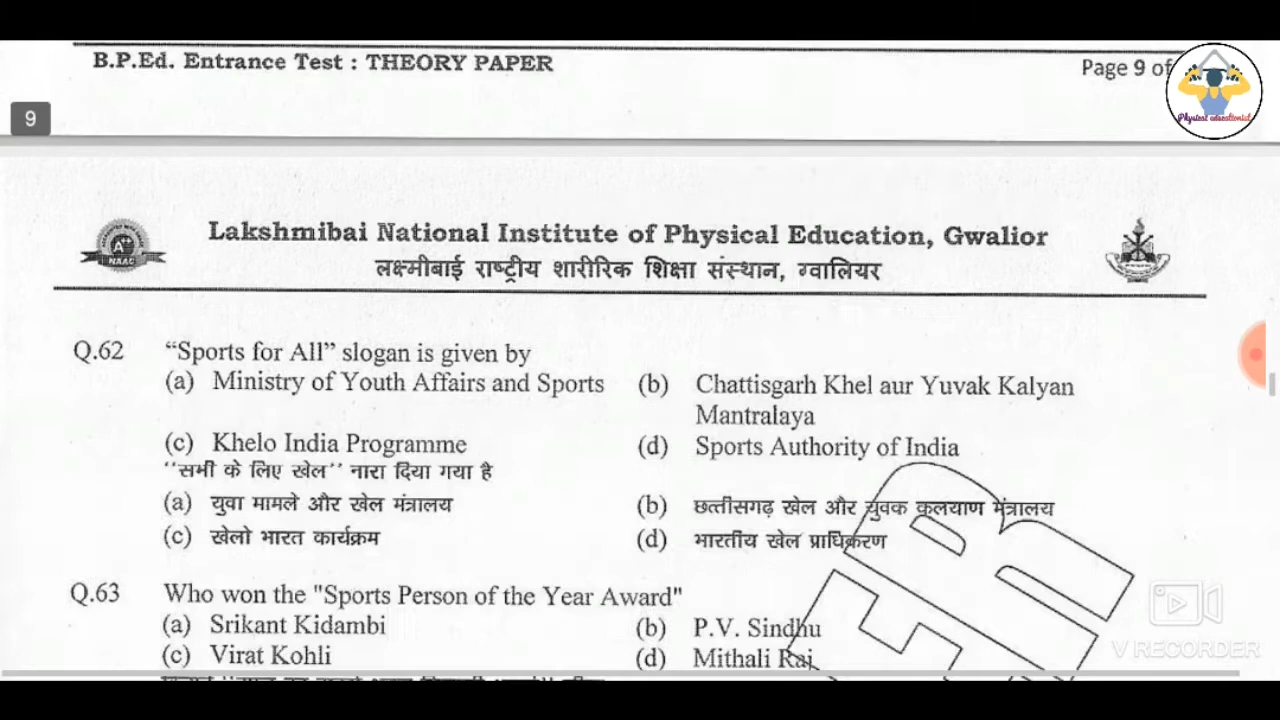 B.P.Ed. Entrance Test : THEORY PAPER
Page 9 of
Physical educationist
9
NAAC
Lakshmibai National Institute of Physical Education, Gwalior
लक्ष्मीबाई राष्ट्रीय शारीरिक शिक्षा संस्थान, ग्वालियर
Q.62 “Sports for All” slogan is given by
(a) Ministry of Youth Affairs and Sports (b) Chattisgarh Khel aur Yuvak Kalyan
Mantralaya
(c) Khelo India Programme (d) Sports Authority of India
''सभी के लिए खेल'' नारा दिया गया है
(a) युवा मामले और खेल मंत्रालय (b) छत्तीसगढ़ खेल और युवक कल्याण मंत्रालय
(c) खेलो भारत कार्यक्रम (d) भारतीय खेल प्राधिकरण
Q.63 Who won the "Sports Person of the Year Award"
(a) Srikant Kidambi (b) P.V. Sindhu
(c) Virat Kohli (d) Mithali Raj
V RECORDER